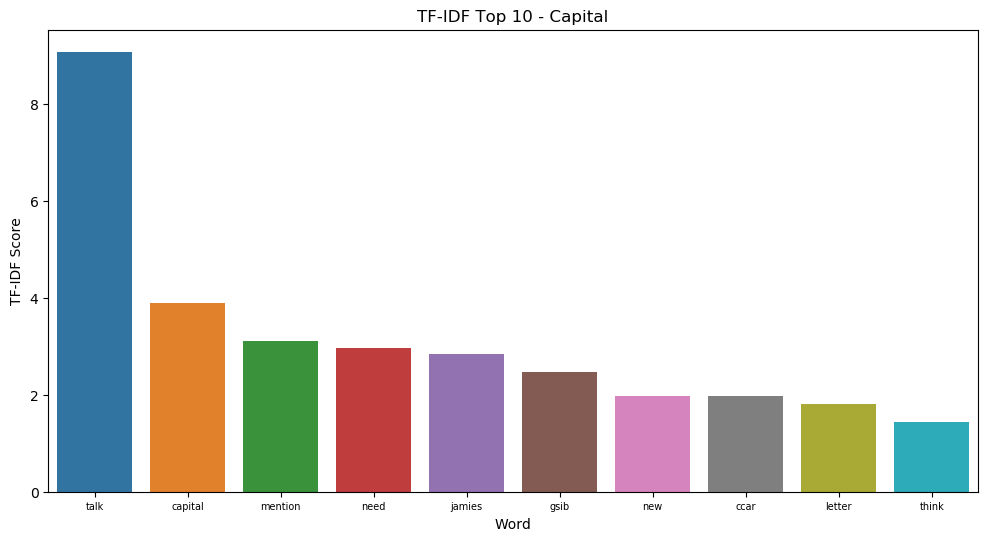 TF-IDF Top 10 - Capital
TF-IDF Score
8
6
4
2
0
talk capital mention need jamies gsib new ccar letter think
Word